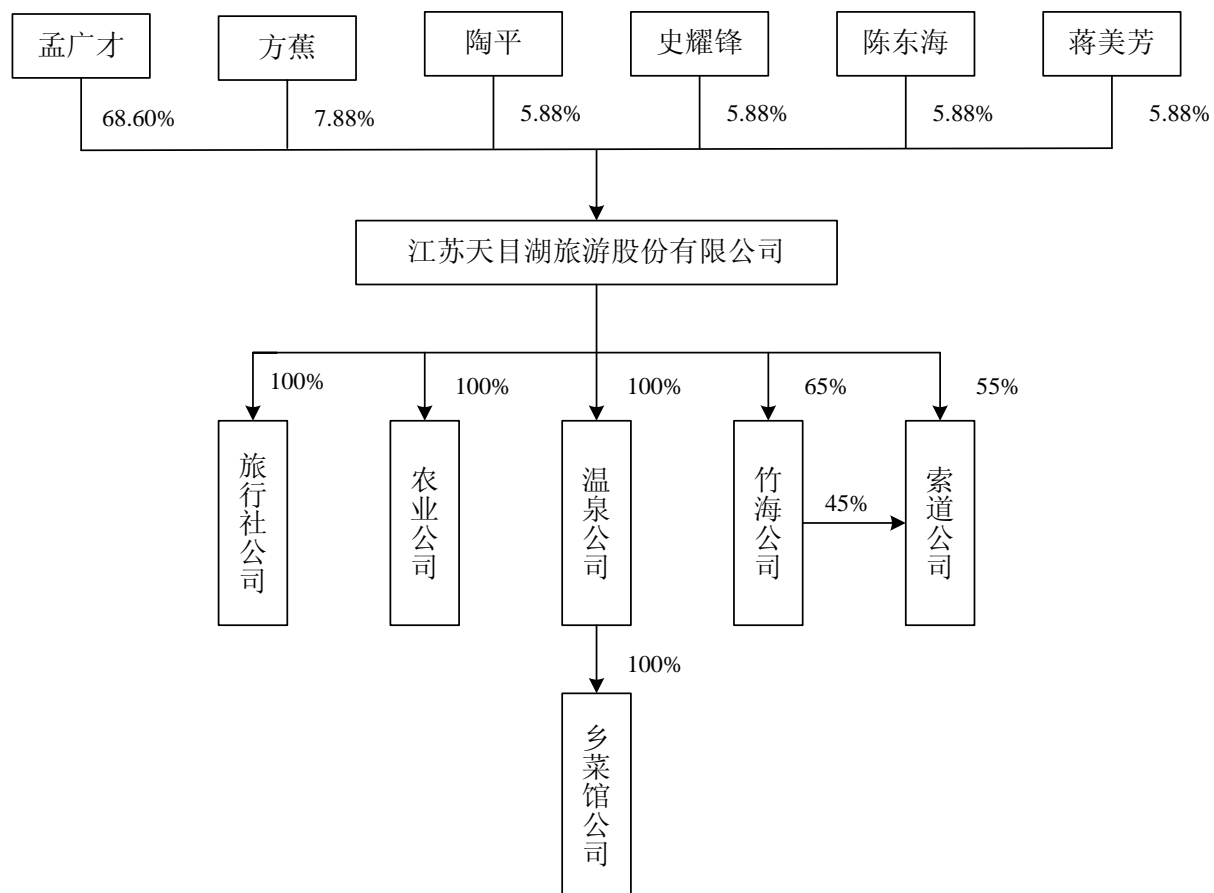 孟广才
方蕉
陶平
史耀锋
陈东海
蒋美芳
68.60%
7.88%
5.88%
5.88%
5.88%
5.88%
江苏天目湖旅游股份有限公司
100%
100%
100%
65%
55%
旅行社公司
农业公司
温泉公司
竹海公司
45%
索道公司
100%
乡菜馆公司